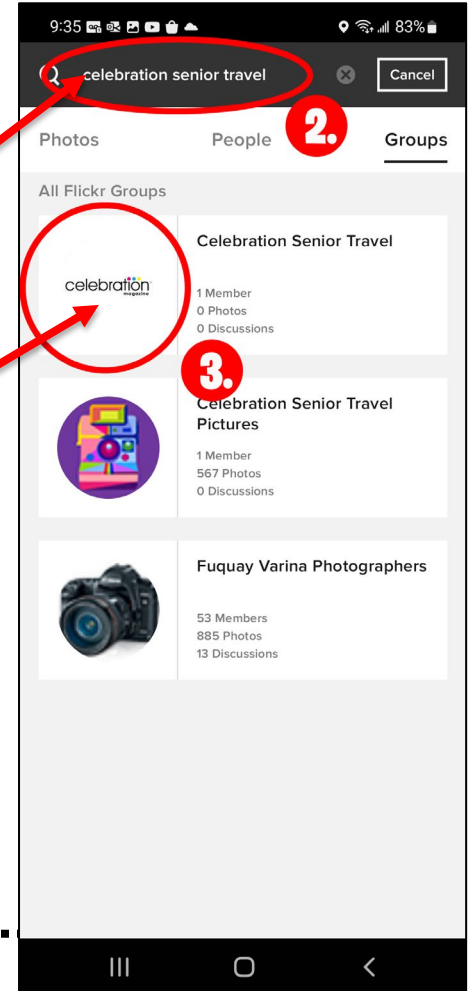 9:35 83%
celebration senior travel Cancel
2.
Photos People Groups
All Flickr Groups
Celebration Senior Travel
celebration
magazine
1 Member
0 Photos
0 Discussions
3.
Celebration Senior Travel
Pictures
1 Member
567 Photos
0 Discussions
Fuquay Varina Photographers
53 Members
885 Photos
13 Discussions